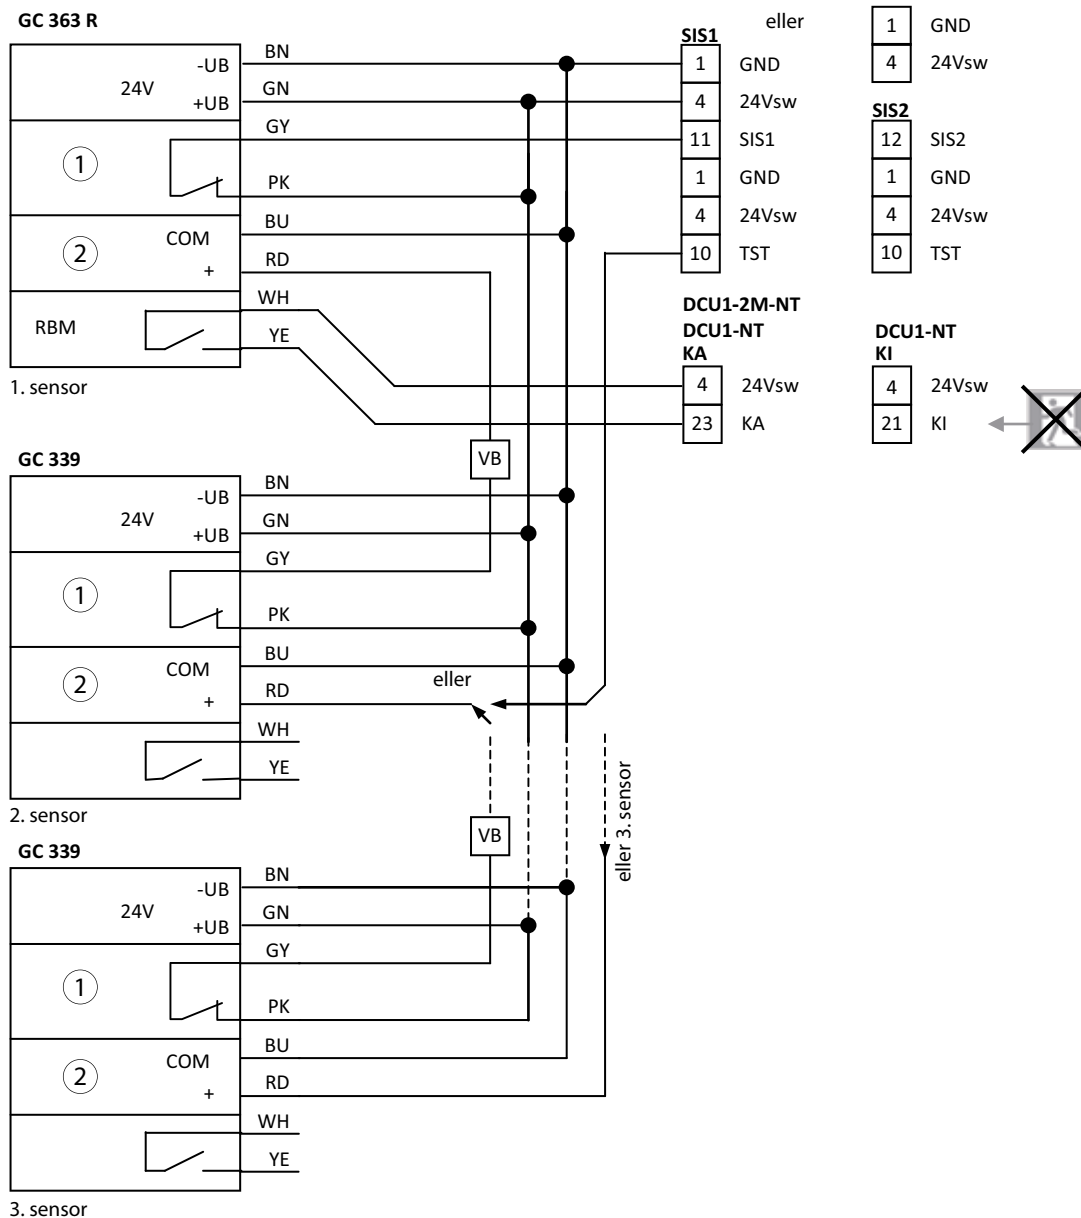 GC 363 R
-UB
24V
+UB
1
2
COM
+
RBM
1. sensor
BN
GN
GY
PK
BU
RD
WH
YE
SIS1
1 GND
4 24Vsw
11 SIS1
1 GND
4 24Vsw
10 TST
eller
1 GND
4 24Vsw
SIS2
12 SIS2
1 GND
4 24Vsw
10 TST
DCU1-2M-NT
DCU1-NT
KA
4 24Vsw
23 KA
DCU1-NT
KI
4 24Vsw
21 KI
VB
GC 339
-UB
24V
+UB
1
2
COM
+
2. sensor
BN
GN
GY
PK
BU
RD
WH
YE
eller
VB
eller 3. sensor
GC 339
-UB
24V
+UB
1
2
COM
+
3. sensor
BN
GN
GY
PK
BU
RD
WH
YE